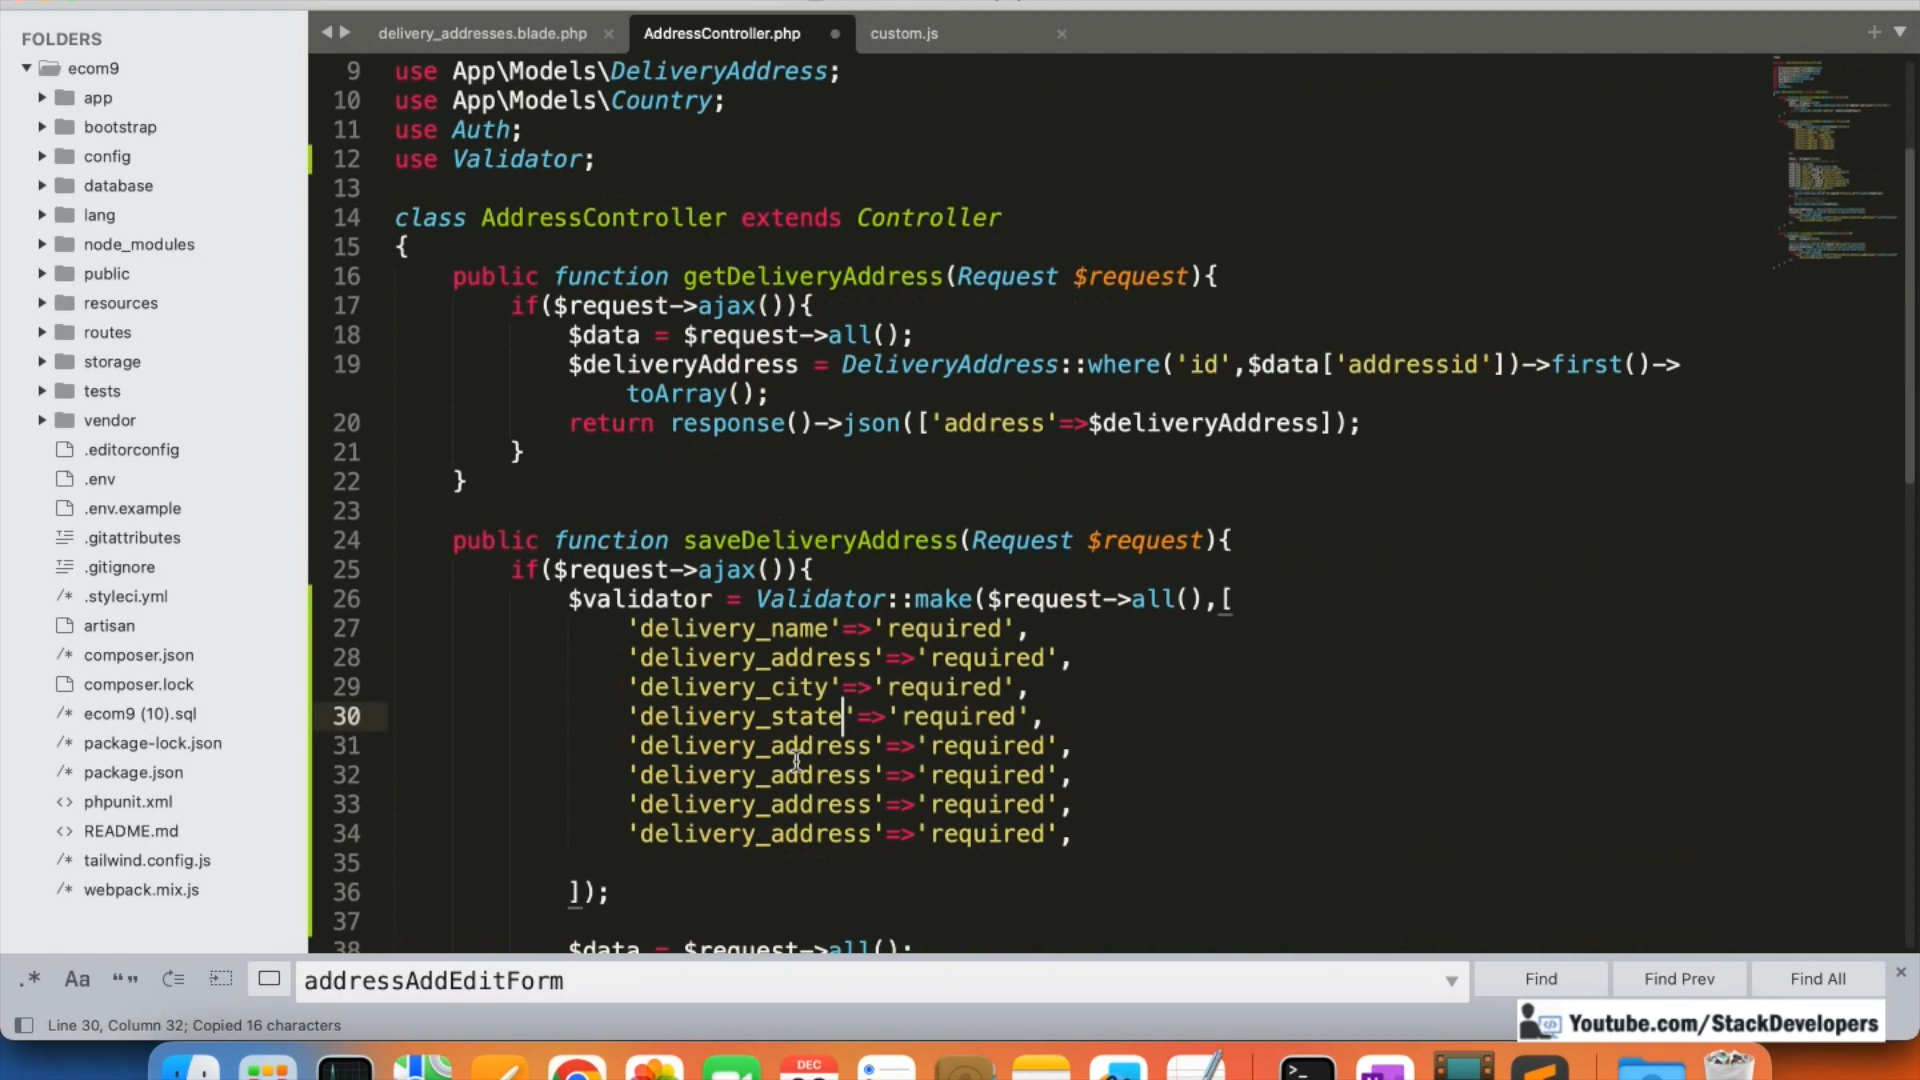 FOLDERS
ecom9
app
bootstrap
config
database
lang
node_modules
public
resources
routes
storage
tests
vendor
.editorconfig
.env
.env.example
.gitattributes
.gitignore
.styleci.yml
artisan
composer.json
composer.lock
ecom9 (10).sql
package-lock.json
package.json
phpunit.xml
README.md
tailwind.config.js
webpack.mix.js
delivery_addresses.blade.php
AddressController.php
custom.js
9 use App\Models\DeliveryAddress;
10 use App\Models\Country;
11 use Auth;
12 use Validator;
13
14 class AddressController extends Controller
15 {
16 public function getDeliveryAddress(Request $request){
17 if($request->ajax()){
18 $data = $request->all();
19 $deliveryAddress = DeliveryAddress::where('id',$data['addressid'])->first()->
toArray();
20 return response()->json(['address'=>$deliveryAddress]);
21 }
22 }
23
24 public function saveDeliveryAddress(Request $request){
25 if($request->ajax()){
26 $validator = Validator::make($request->all(),[
27 'delivery_name'=>'required',
28 'delivery_address'=>'required',
29 'delivery_city'=>'required',
30 'delivery_state'=>'required',
31 'delivery_address'=>'required',
32 'delivery_address'=>'required',
33 'delivery_address'=>'required',
34 'delivery_address'=>'required',
35
36 ]);
37
38 $data = $request->all();
.* Aa “” addressAddEditForm Find Find Prev Find All
Line 30, Column 32; Copied 16 characters
Youtube.com/StackDevelopers
DEC